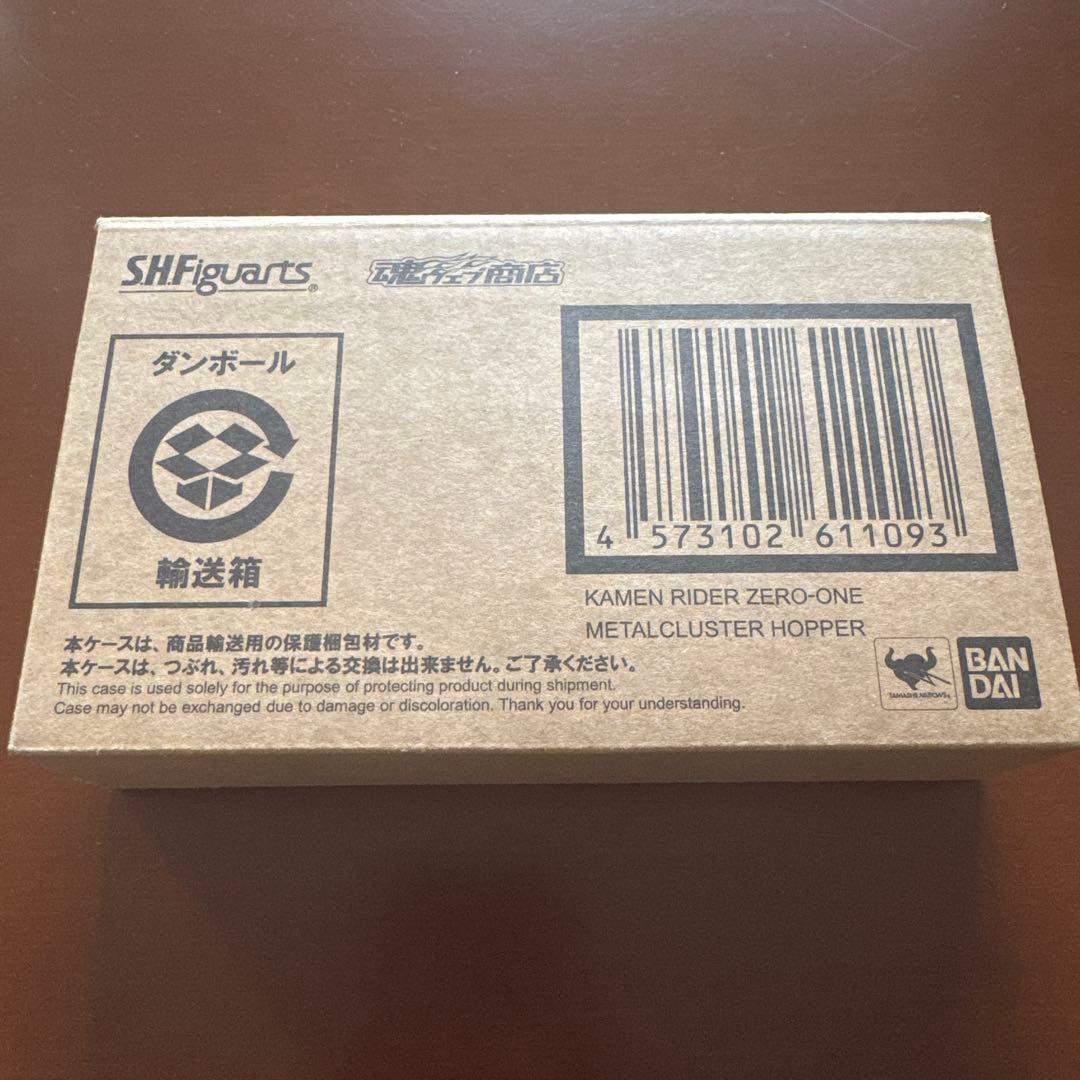 S.H.Figuarts®
魂ウェブ商店
ダンボール
輸送箱
4 573102 611093
KAMEN RIDER ZERO-ONE
METALCLUSTER HOPPER
本ケースは、商品輸送用の保護梱包材です。
本ケースは、つぶれ、汚れ等による交換は出来ません。ご了承ください。
This case is used solely for the purpose of protecting product during shipment.
Case may not be exchanged due to damage or discoloration. Thank you for your understanding.
TAMASHII NATIONS
BAN
DAI